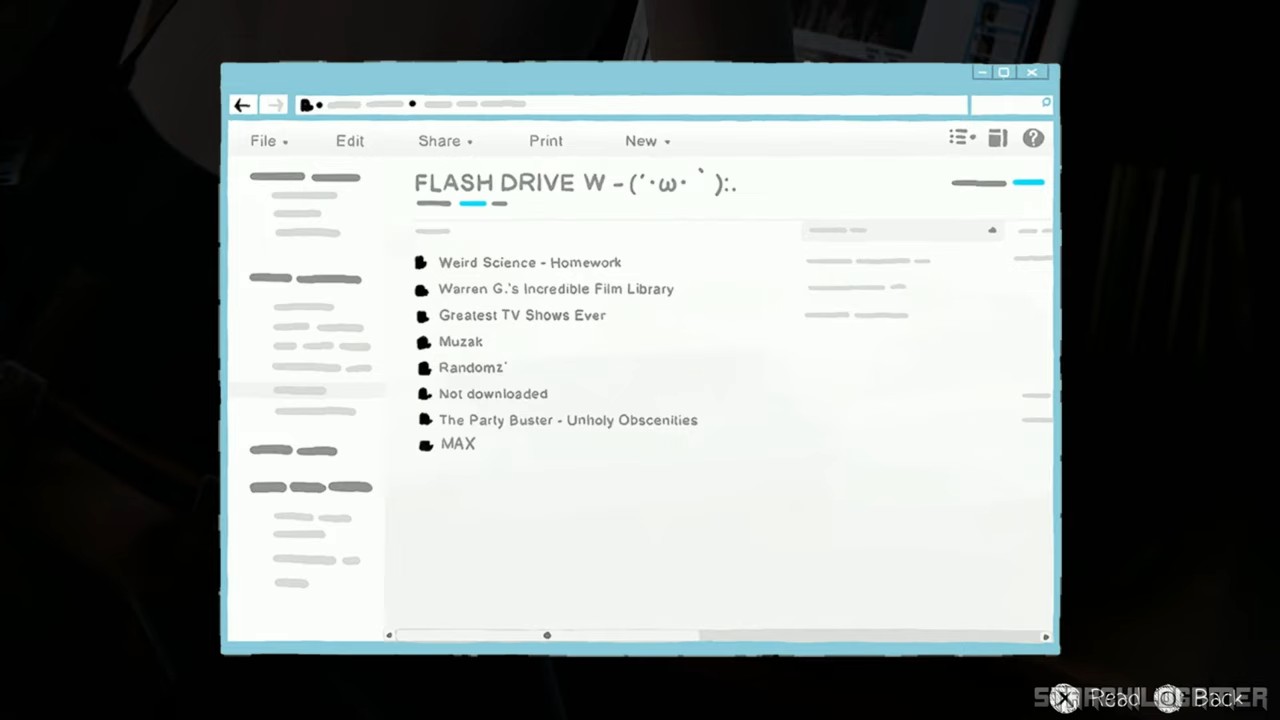 File Edit Share Print New
FLASH DRIVE W - (´･ω･｀):.
Weird Science - Homework
Warren G.'s Incredible Film Library
Greatest TV Shows Ever
Muzak
Randomz'
Not downloaded
The Party Buster - Unholy Obscenities
MAX
Read Back